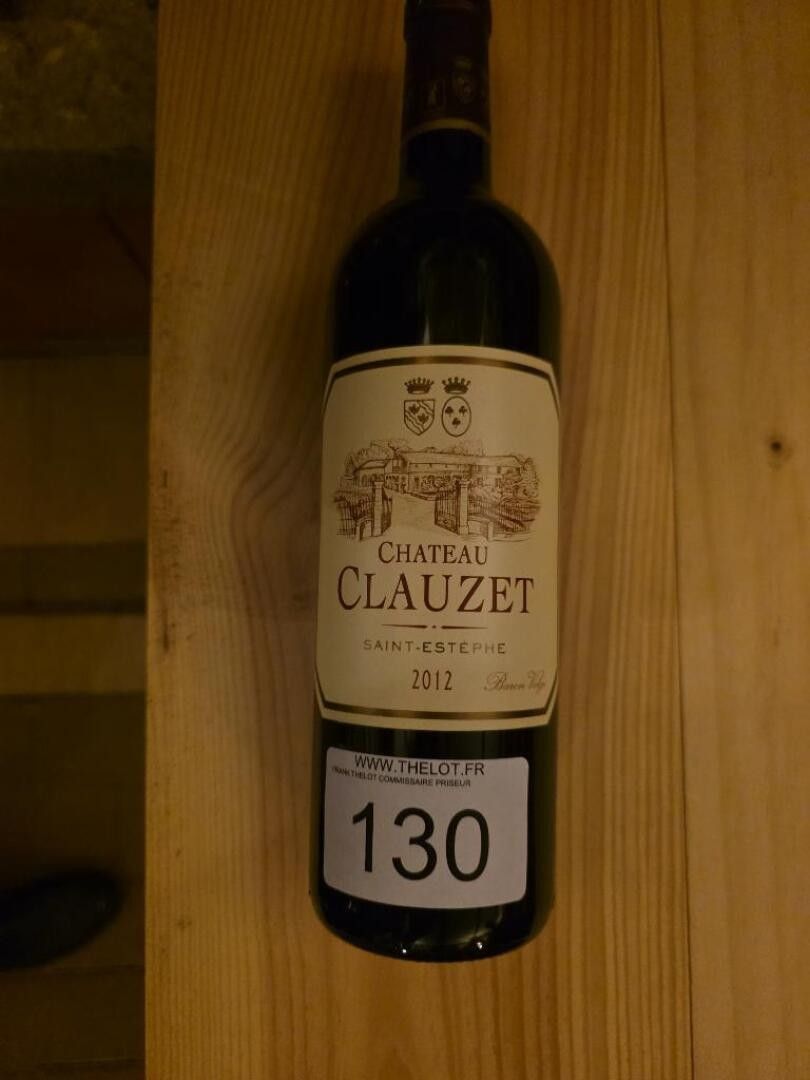 CHATEAU
CLAUZET
SAINT-ESTÈPHE
2012
Baron Velge
WWW.THELOT.FR
FRANK THELOT COMMISSAIRE PRISEUR
130